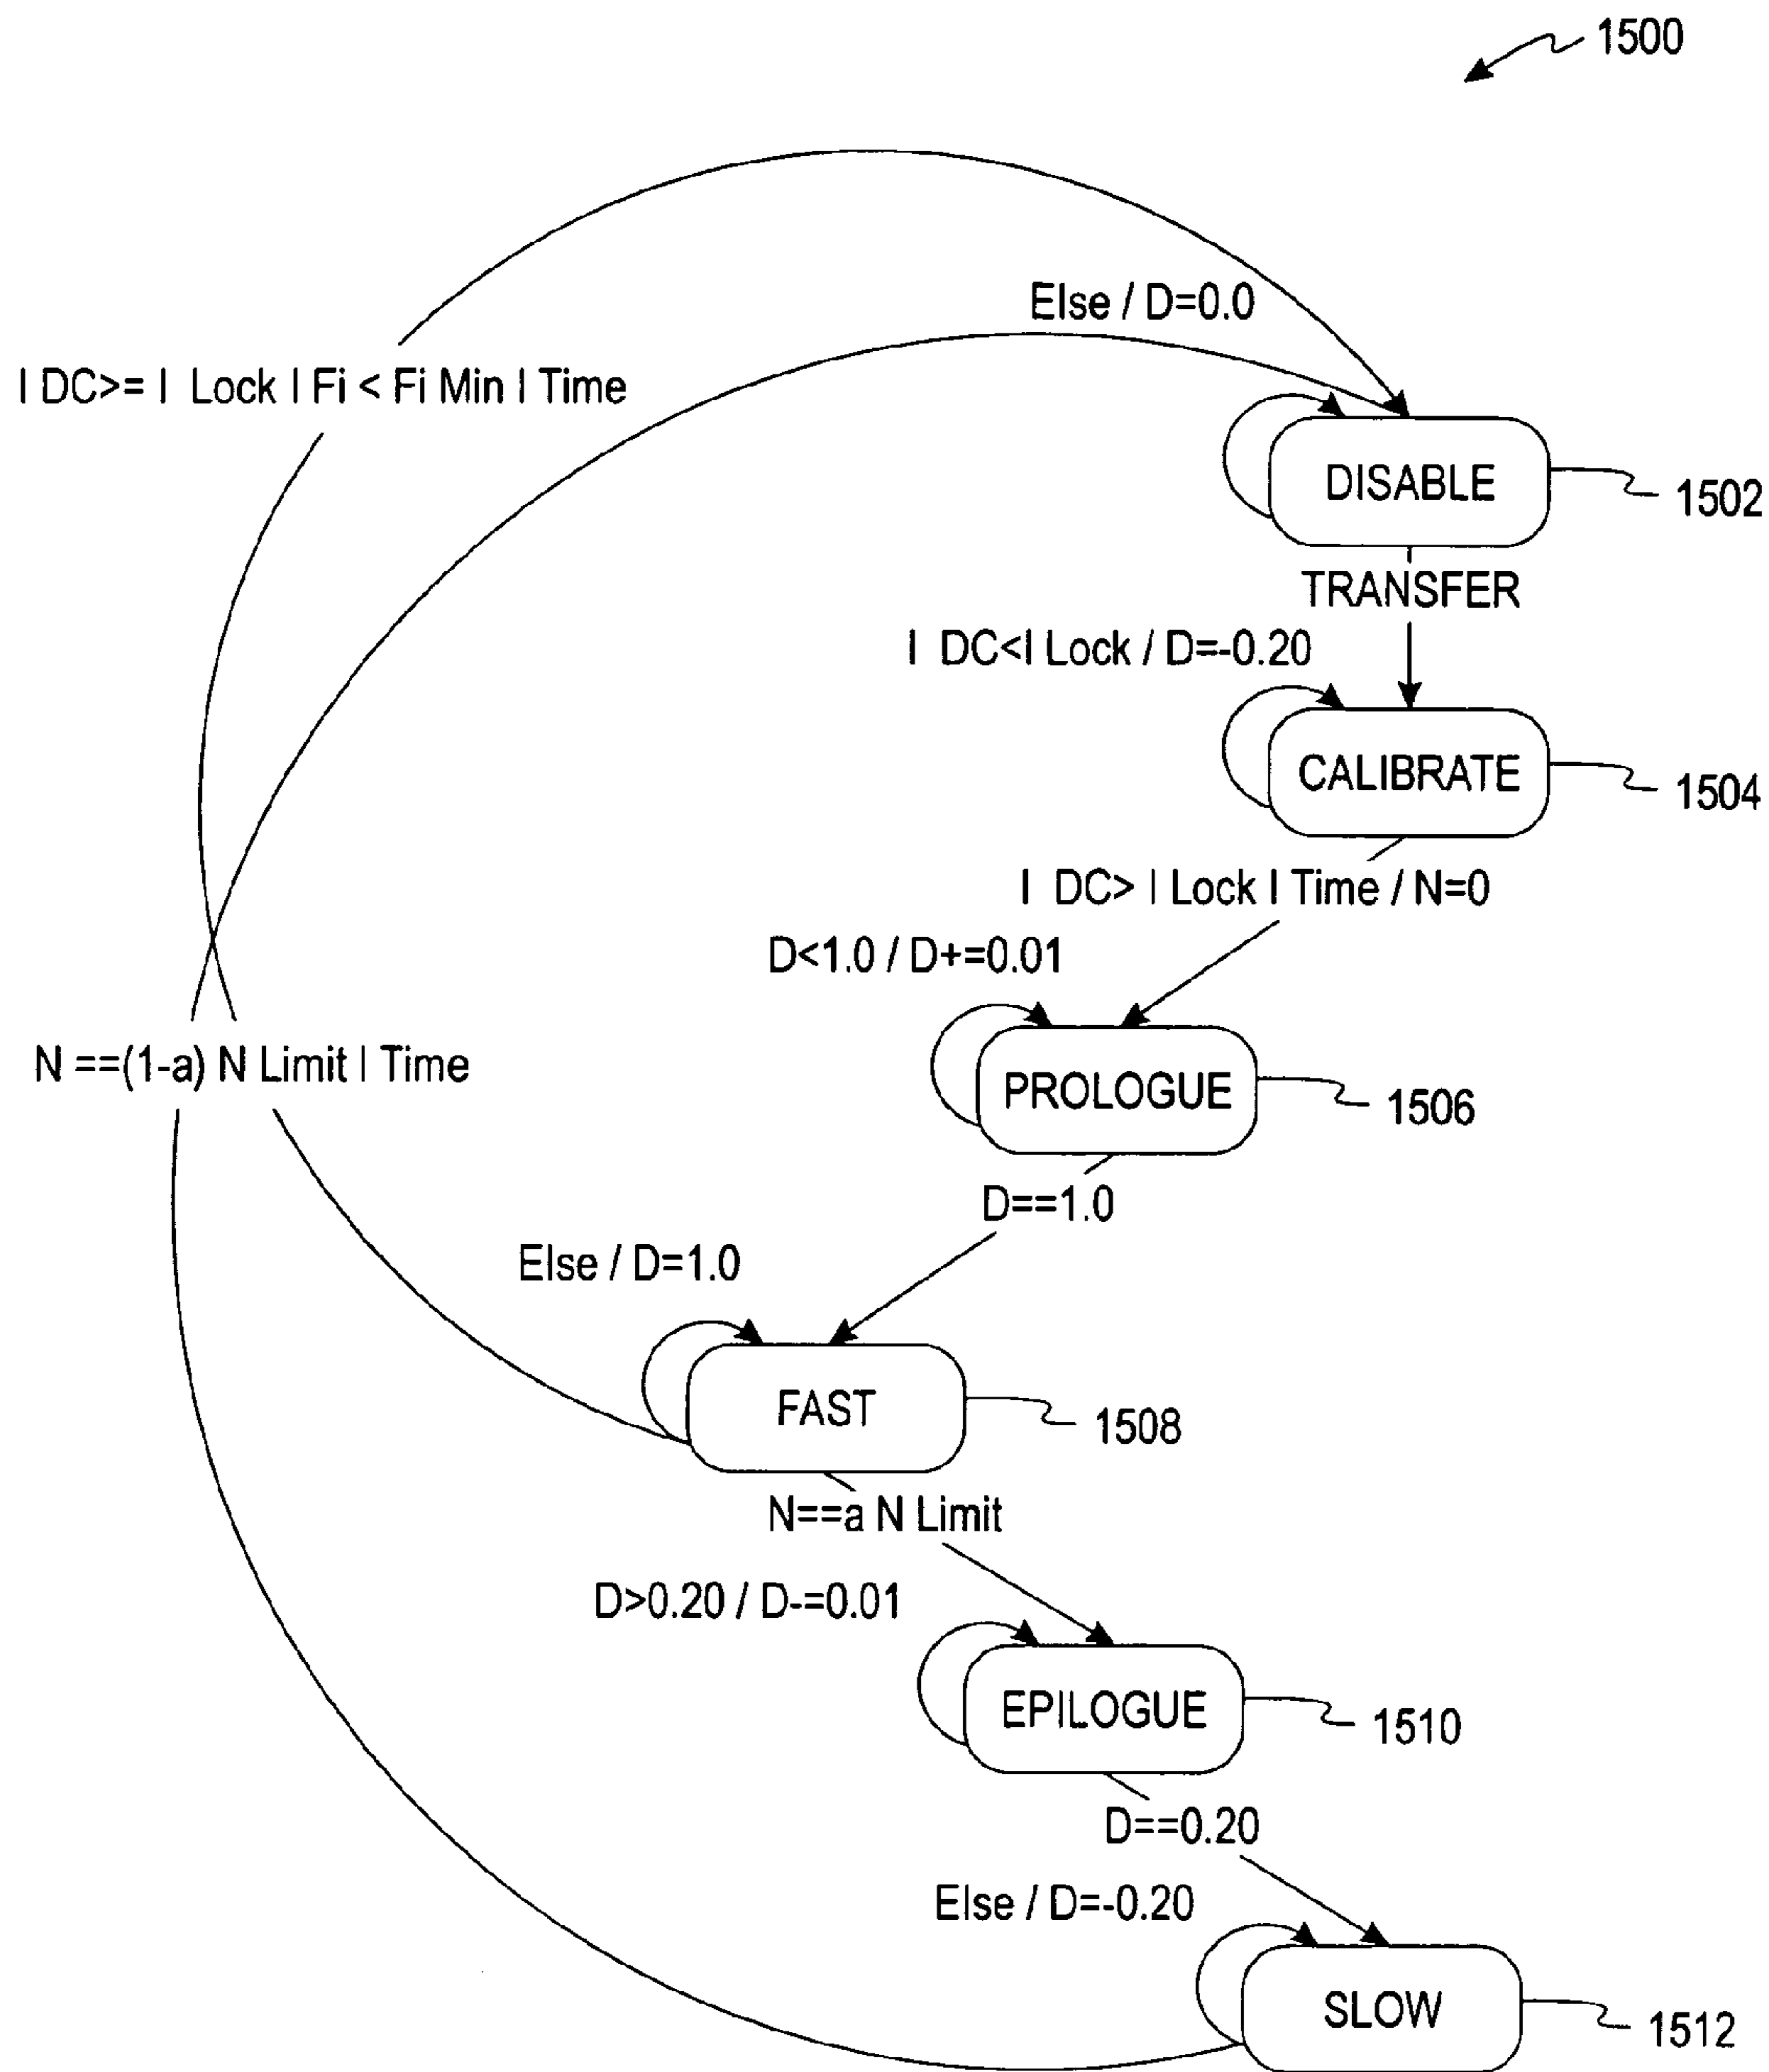 1500
Else / D=0.0
I DC>= I Lock I Fi < Fi Min I Time
DISABLE
1502
TRANSFER
I DC<I Lock / D=-0.20
CALIBRATE
1504
I DC> I Lock I Time / N=0
D<1.0 / D+=0.01
PROLOGUE
1506
N ==(1-a) N Limit I Time
D==1.0
Else / D=1.0
FAST
1508
N==a N Limit
D>0.20 / D-=0.01
EPILOGUE
1510
D==0.20
Else / D=-0.20
SLOW
1512